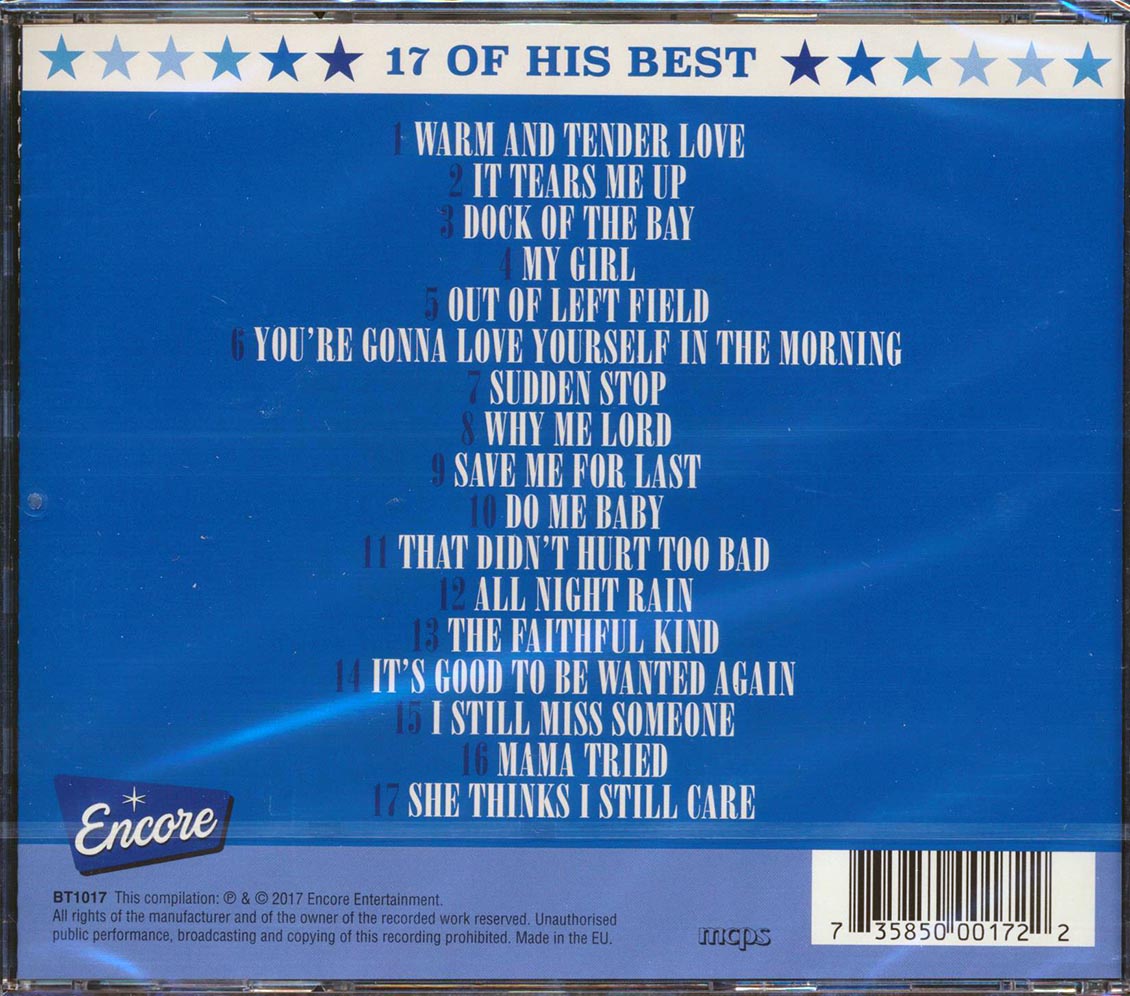 17 OF HIS BEST
1 WARM AND TENDER LOVE
2 IT TEARS ME UP
3 DOCK OF THE BAY
4 MY GIRL
5 OUT OF LEFT FIELD
6 YOU'RE GONNA LOVE YOURSELF IN THE MORNING
7 SUDDEN STOP
8 WHY ME LORD
9 SAVE ME FOR LAST
10 DO ME BABY
11 THAT DIDN'T HURT TOO BAD
12 ALL NIGHT RAIN
13 THE FAITHFUL KIND
14 IT'S GOOD TO BE WANTED AGAIN
15 I STILL MISS SOMEONE
16 MAMA TRIED
17 SHE THINKS I STILL CARE
Encore
BT1017 This compilation: ℗ & © 2017 Encore Entertainment.
All rights of the manufacturer and of the owner of the recorded work reserved. Unauthorised
public performance, broadcasting and copying of this recording prohibited. Made in the EU.
mcps
7 35850 00172 2